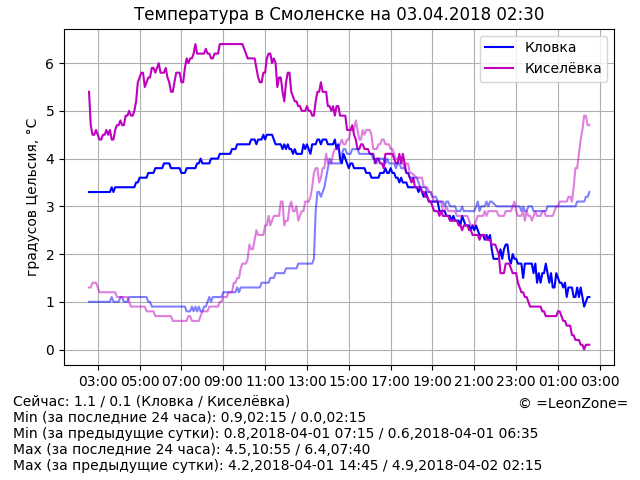 Температура в Смоленске на 03.04.2018 02:30
градусов Цельсия, °C
6
5
4
3
2
1
0
Кловка
Киселёвка
03:00 05:00 07:00 09:00 11:00 13:00 15:00 17:00 19:00 21:00 23:00 01:00 03:00
Сейчас: 1.1 / 0.1 (Кловка / Киселёвка)
© =LeonZone=
Min (за последние 24 часа): 0.9,02:15 / 0.0,02:15
Min (за предыдущие сутки): 0.8,2018-04-01 07:15 / 0.6,2018-04-01 06:35
Max (за последние 24 часа): 4.5,10:55 / 6.4,07:40
Max (за предыдущие сутки): 4.2,2018-04-01 14:45 / 4.9,2018-04-02 02:15